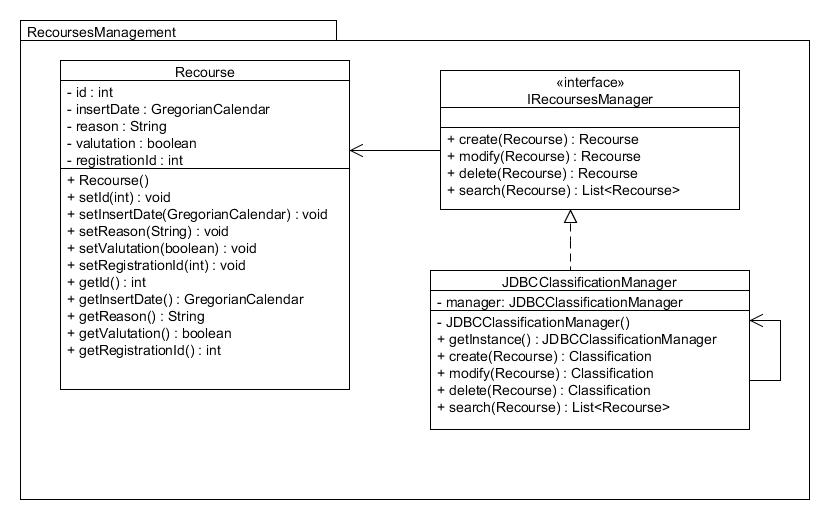 RecoursesManagement
Recourse
- id : int
- insertDate : GregorianCalendar
- reason : String
- valutation : boolean
- registrationId : int
+ Recourse()
+ setId(int) : void
+ setInsertDate(GregorianCalendar) : void
+ setReason(String) : void
+ setValutation(boolean) : void
+ setRegistrationId(int) : void
+ getId() : int
+ getInsertDate() : GregorianCalendar
+ getReason() : String
+ getValutation() : boolean
+ getRegistrationId() : int
«interface»
IRecoursesManager
+ create(Recourse) : Recourse
+ modify(Recourse) : Recourse
+ delete(Recourse) : Recourse
+ search(Recourse) : List<Recourse>
JDBCClassificationManager
- manager: JDBCClassificationManager
- JDBCClassificationManager()
+ getInstance() : JDBCClassificationManager
+ create(Recourse) : Classification
+ modify(Recourse) : Classification
+ delete(Recourse) : Classification
+ search(Recourse) : List<Recourse>